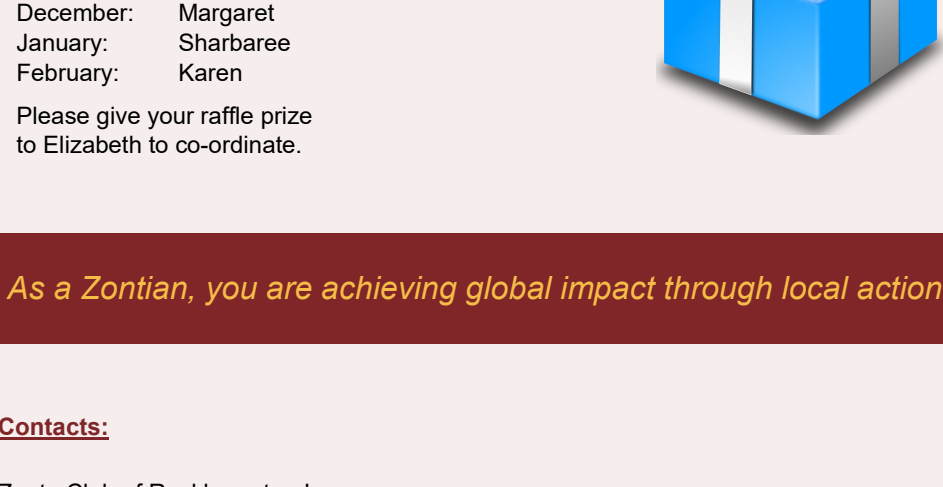 December: Margaret
January: Sharbaree
February: Karen
Please give your raffle prize
to Elizabeth to co-ordinate.
As a Zontian, you are achieving global impact through local action
Contacts: